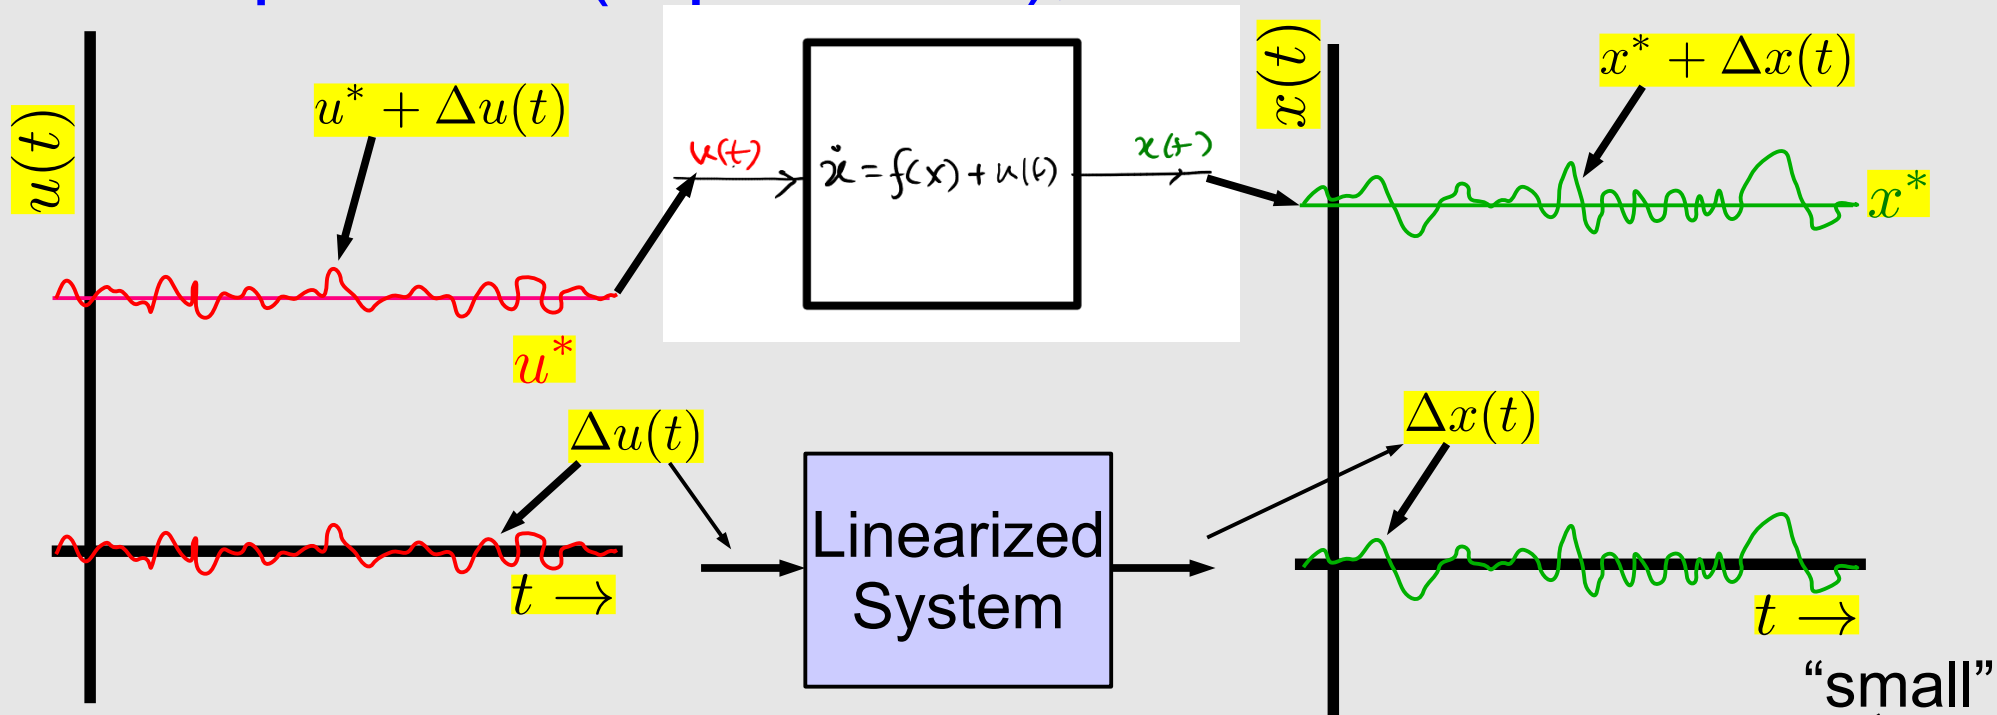 u(t)
u* + Δu(t)
u*
u(t)
ẋ = f(x) + u(t)
x(t)
x(t)
x* + Δx(t)
x*
Δu(t)
t →
Linearized
System
Δx(t)
t →
“small”